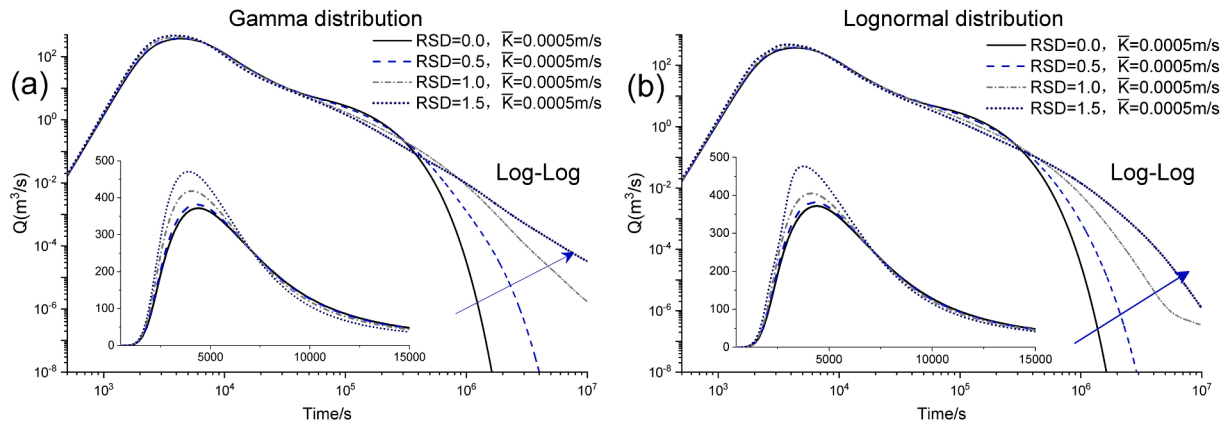 Gamma distribution
(a)
RSD=0.0, K̅=0.0005m/s
RSD=0.5, K̅=0.0005m/s
RSD=1.0, K̅=0.0005m/s
RSD=1.5, K̅=0.0005m/s
Log-Log
Q(m³/s)
10²
10⁰
10⁻²
10⁻⁴
10⁻⁶
10⁻⁸
500
400
300
200
100
0
5000
10000
15000
10³
10⁴
10⁵
10⁶
10⁷
Time/s
Lognormal distribution
(b)
RSD=0.0, K̅=0.0005m/s
RSD=0.5, K̅=0.0005m/s
RSD=1.0, K̅=0.0005m/s
RSD=1.5, K̅=0.0005m/s
Log-Log
Q(m³/s)
10²
10⁰
10⁻²
10⁻⁴
10⁻⁶
10⁻⁸
500
400
300
200
100
0
5000
10000
15000
10³
10⁴
10⁵
10⁶
10⁷
Time/s